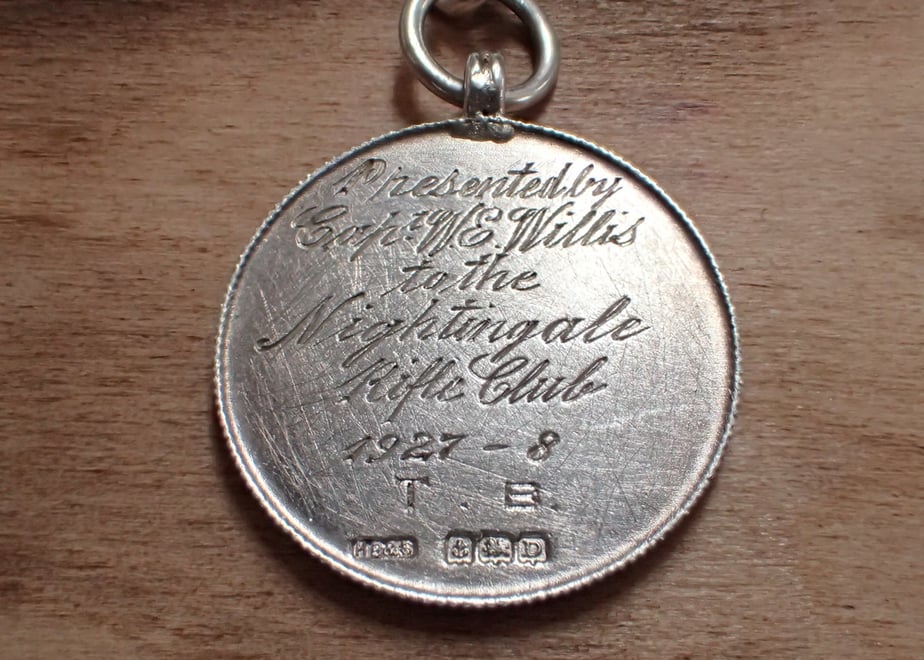 Presented by
Capt. W. E. Willis
to the
Nightingale
Rifle Club
1927 - 8
T. B.
D